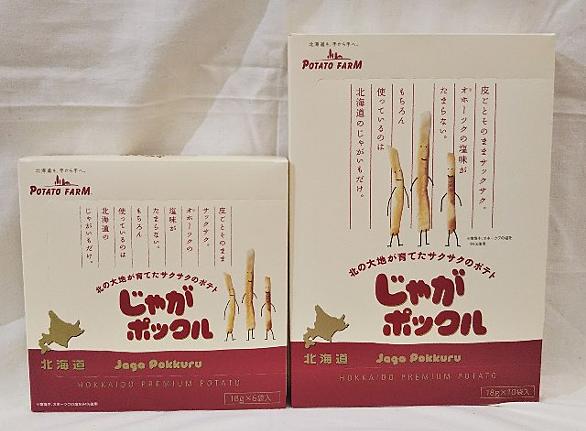 北海道を、手から手へ。
POTATO FARM
皮ごとそのまま
サックサク。
オホーツクの
塩味が
たまらない。
もちろん
使っているのは
北海道の
じゃがいもだけ。
北の大地が育てたサクサクのポテト
じゃが
ポックル
北海道
Jaga Pokkuru
HOKKAIDO PREMIUM POTATO
18g×6袋入
北海道を、手から手へ。
POTATO FARM
皮ごとそのままサックサク。
オホーツクの塩味が
たまらない。
もちろん
使っているのは
北海道のじゃがいもだけ。
北の大地が育てたサクサクのポテト
じゃが
ポックル
北海道
Jaga Pokkuru
HOKKAIDO PREMIUM POTATO
18g×10袋入